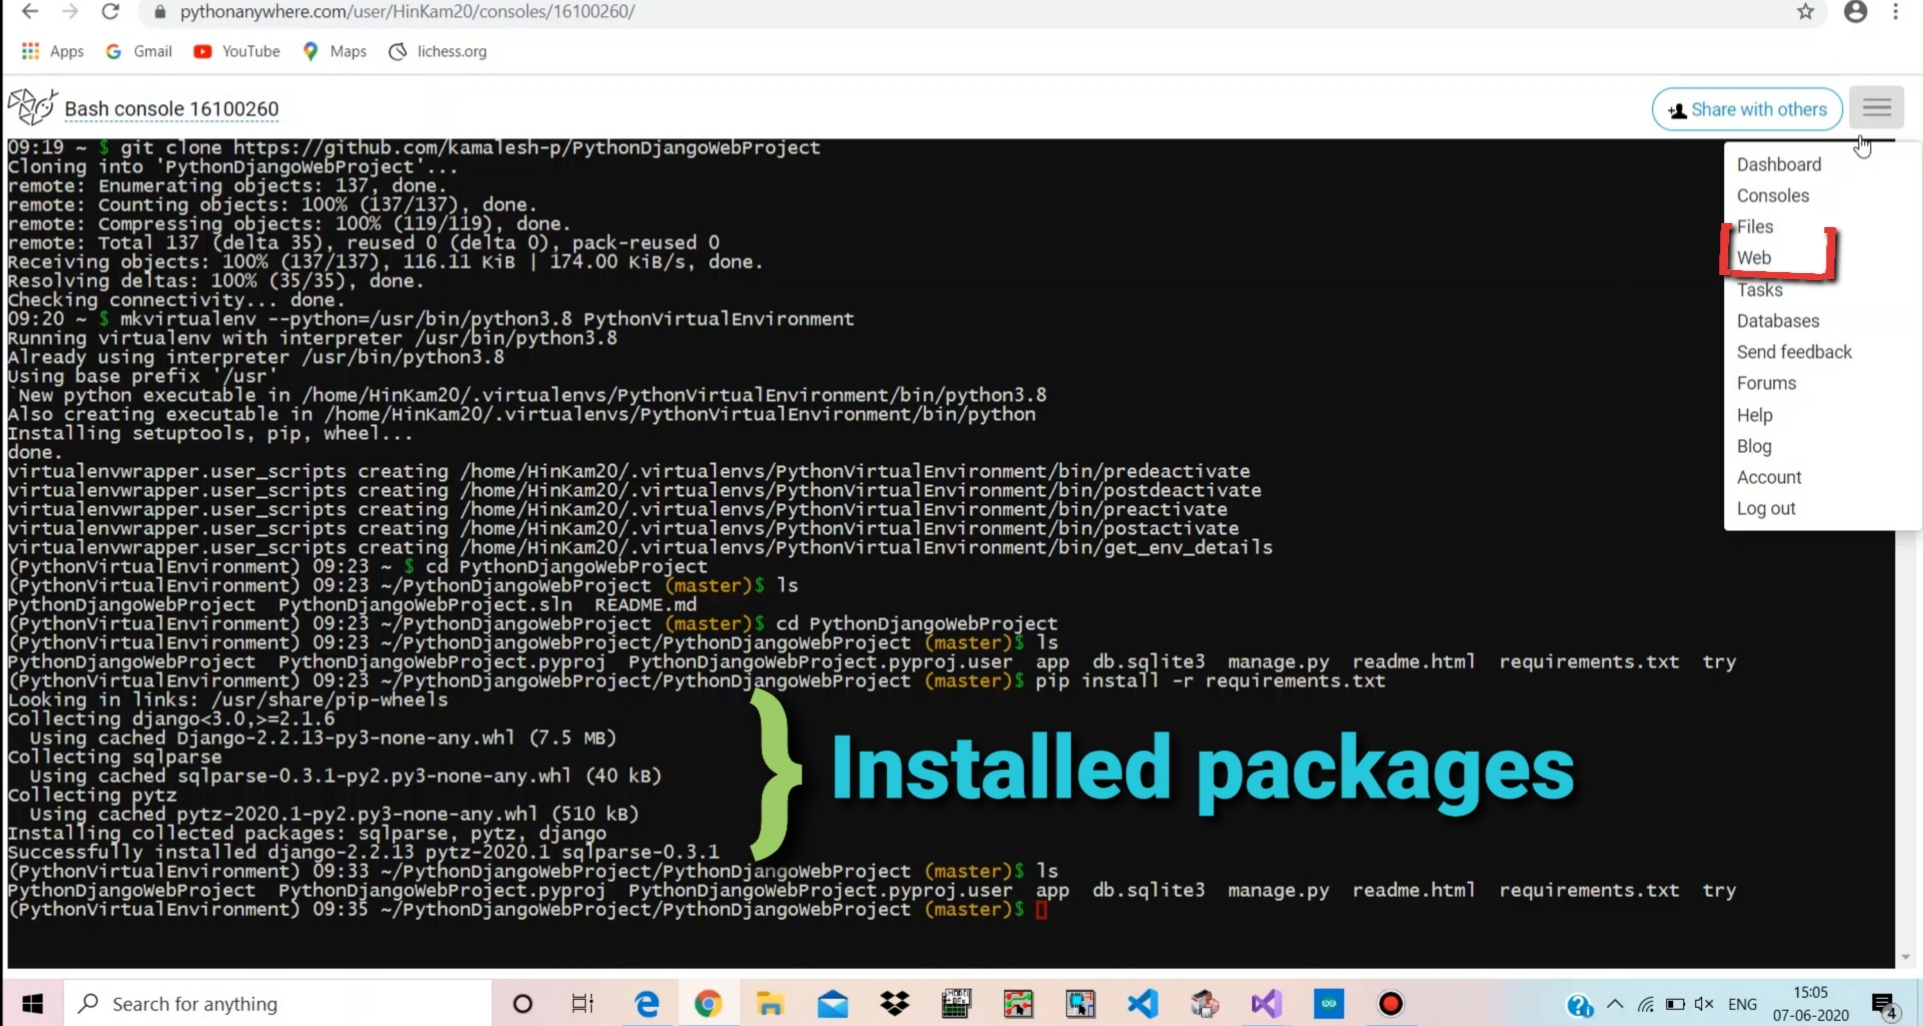 pythonanywhere.com/user/HinKam20/consoles/16100260/
Apps Gmail YouTube Maps lichess.org
Bash console 16100260
Share with others
09:19 ~ $ git clone https://github.com/kamalesh-p/PythonDjangoWebProject
Cloning into 'PythonDjangoWebProject'...
remote: Enumerating objects: 137, done.
remote: Counting objects: 100% (137/137), done.
remote: Compressing objects: 100% (119/119), done.
remote: Total 137 (delta 35), reused 0 (delta 0), pack-reused 0
Receiving objects: 100% (137/137), 116.11 KiB | 174.00 KiB/s, done.
Resolving deltas: 100% (35/35), done.
Checking connectivity... done.
09:20 ~ $ mkvirtualenv --python=/usr/bin/python3.8 PythonVirtualEnvironment
Running virtualenv with interpreter /usr/bin/python3.8
Already using interpreter /usr/bin/python3.8
Using base prefix '/usr'
`New python executable in /home/HinKam20/.virtualenvs/PythonVirtualEnvironment/bin/python3.8
Also creating executable in /home/HinKam20/.virtualenvs/PythonVirtualEnvironment/bin/python
Installing setuptools, pip, wheel...
done.
virtualenvwrapper.user_scripts creating /home/HinKam20/.virtualenvs/PythonVirtualEnvironment/bin/predeactivate
virtualenvwrapper.user_scripts creating /home/HinKam20/.virtualenvs/PythonVirtualEnvironment/bin/postdeactivate
virtualenvwrapper.user_scripts creating /home/HinKam20/.virtualenvs/PythonVirtualEnvironment/bin/preactivate
virtualenvwrapper.user_scripts creating /home/HinKam20/.virtualenvs/PythonVirtualEnvironment/bin/postactivate
virtualenvwrapper.user_scripts creating /home/HinKam20/.virtualenvs/PythonVirtualEnvironment/bin/get_env_details
(PythonVirtualEnvironment) 09:23 ~ $ cd PythonDjangoWebProject
(PythonVirtualEnvironment) 09:23 ~/PythonDjangoWebProject (master)$ ls
PythonDjangoWebProject PythonDjangoWebProject.sln README.md
(PythonVirtualEnvironment) 09:23 ~/PythonDjangoWebProject (master)$ cd PythonDjangoWebProject
(PythonVirtualEnvironment) 09:23 ~/PythonDjangoWebProject/PythonDjangoWebProject (master)$ ls
PythonDjangoWebProject PythonDjangoWebProject.pyproj PythonDjangoWebProject.pyproj.user app db.sqlite3 manage.py readme.html requirements.txt try
(PythonVirtualEnvironment) 09:23 ~/PythonDjangoWebProject/PythonDjangoWebProject (master)$ pip install -r requirements.txt
Looking in links: /usr/share/pip-wheels
Collecting django<3.0,>=2.1.6
Using cached Django-2.2.13-py3-none-any.whl (7.5 MB)
Collecting sqlparse
Using cached sqlparse-0.3.1-py2.py3-none-any.whl (40 kB)
Collecting pytz
Using cached pytz-2020.1-py2.py3-none-any.whl (510 kB)
Installing collected packages: sqlparse, pytz, django
Successfully installed django-2.2.13 pytz-2020.1 sqlparse-0.3.1
(PythonVirtualEnvironment) 09:33 ~/PythonDjangoWebProject/PythonDjangoWebProject (master)$ ls
PythonDjangoWebProject PythonDjangoWebProject.pyproj PythonDjangoWebProject.pyproj.user app db.sqlite3 manage.py readme.html requirements.txt try
(PythonVirtualEnvironment) 09:35 ~/PythonDjangoWebProject/PythonDjangoWebProject (master)$
Installed packages
Dashboard
Consoles
Files
Web
Tasks
Databases
Send feedback
Forums
Help
Blog
Account
Log out
Search for anything
ENG
15:05
07-06-2020
4